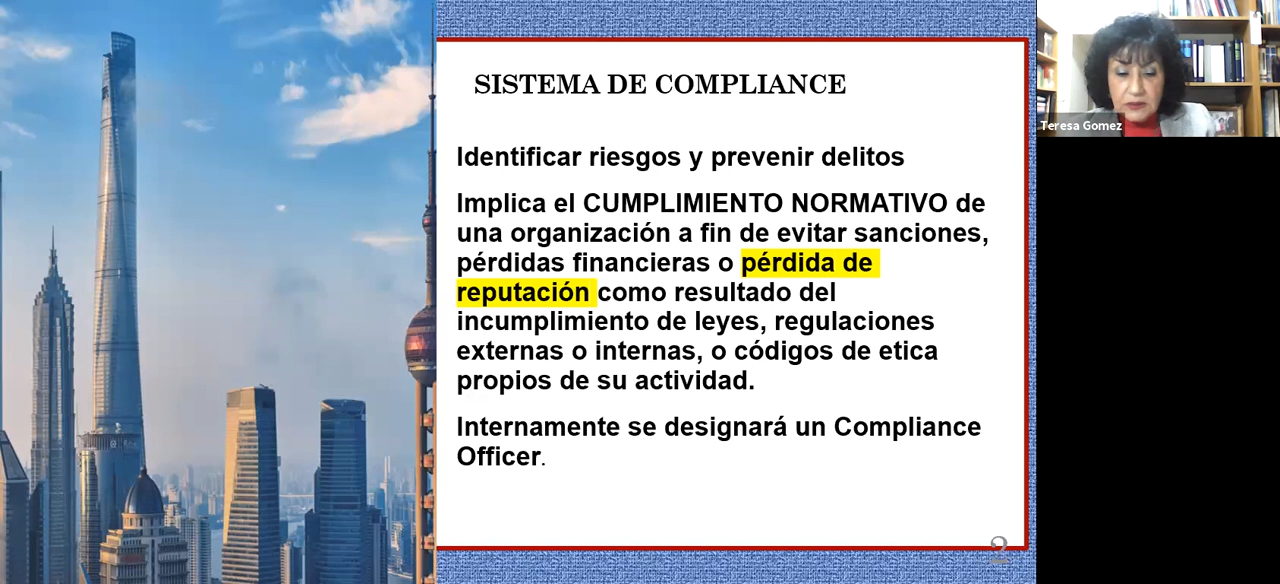 SISTEMA DE COMPLIANCE
Identificar riesgos y prevenir delitos
Implica el CUMPLIMIENTO NORMATIVO de
una organización a fin de evitar sanciones,
pérdidas financieras o pérdida de
reputación como resultado del
incumplimiento de leyes, regulaciones
externas o internas, o códigos de etica
propios de su actividad.
Internamente se designará un Compliance
Officer.
2
Teresa Gomez